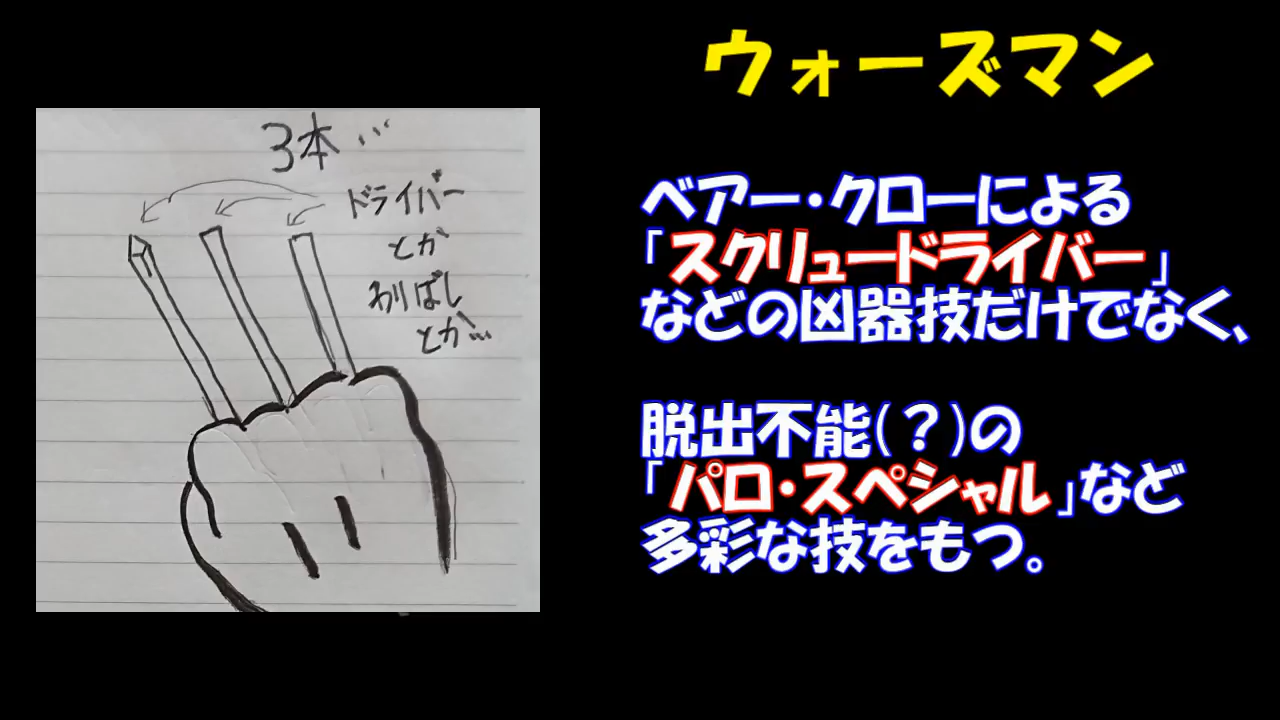 ウォーズマン
3本・・・
ドライバー
とか
わりばし
とか・・・
ベアー・クローによる
「スクリュードライバー」
などの凶器技だけでなく、
脱出不能(？)の
「パロ・スペシャル」など
多彩な技をもつ。